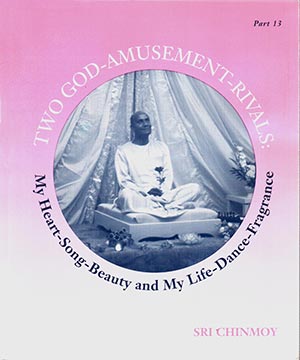 Part 13
TWO GOD-AMUSEMENT-RIVALS:
My Heart-Song-Beauty and My Life-Dance-Fragrance
SRI CHINMOY